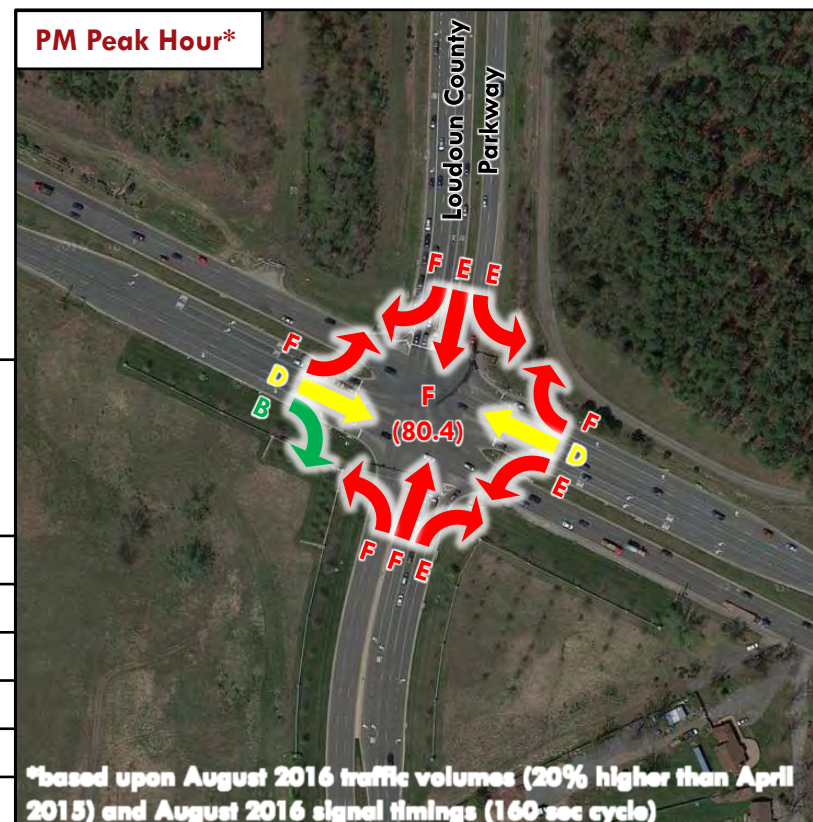 PM Peak Hour*
Loudoun County
Parkway
F E E
F
D
B
F
(80.4)
F
D
E
F F E
*based upon August 2016 traffic volumes (20% higher than April
2015) and August 2016 signal timings (160 sec cycle)